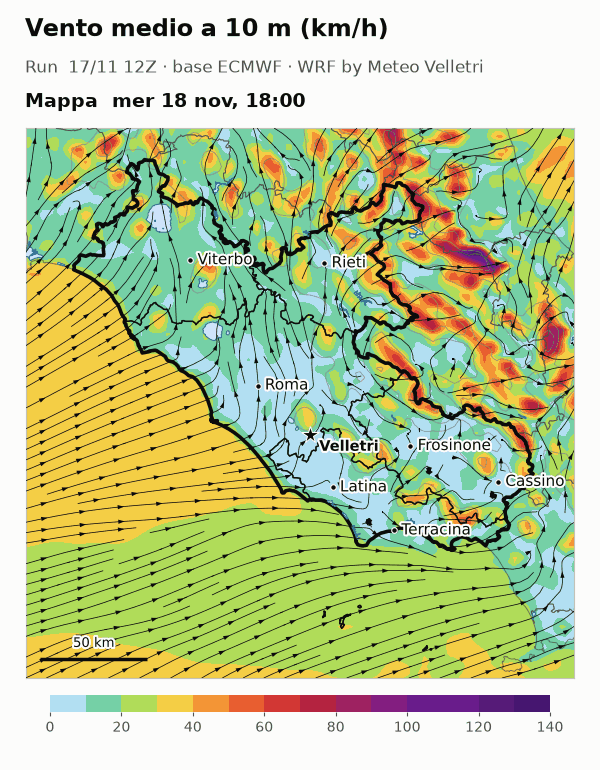 Vento medio a 10 m (km/h)
Run 17/11 12Z · base ECMWF · WRF by Meteo Velletri
Mappa mer 18 nov, 18:00
Viterbo
Rieti
Roma
Velletri
Frosinone
Cassino
Latina
Terracina
50 km
0 20 40 60 80 100 120 140